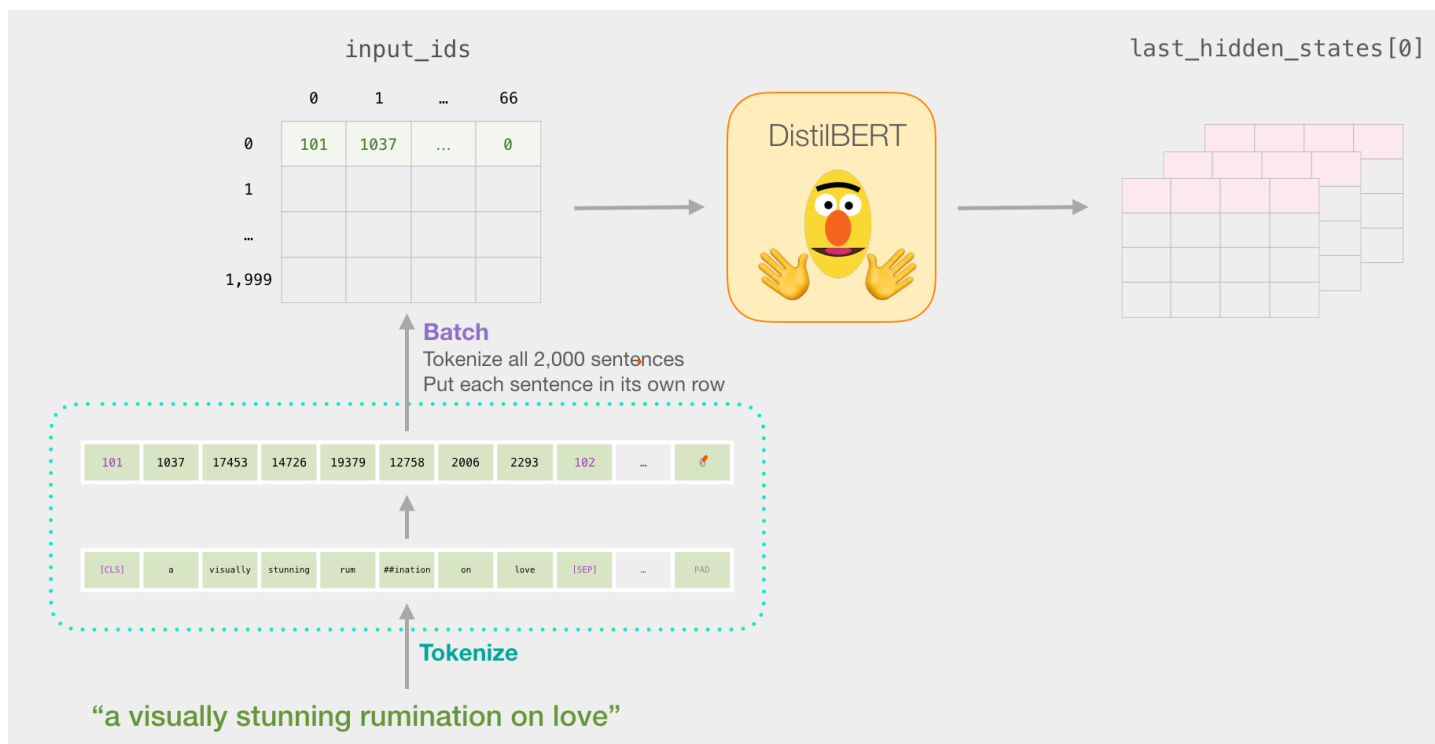 input_ids
last_hidden_states[0]
0 1 … 66
DistilBERT
0 101 1037 … 0
1
…
1,999
Batch
Tokenize all 2,000 sentences
Put each sentence in its own row
101 1037 17453 14726 19379 12758 2006 2293 102 … 0
[CLS] a visually stunning rum ##ination on love [SEP] … PAD
Tokenize
“a visually stunning rumination on love”